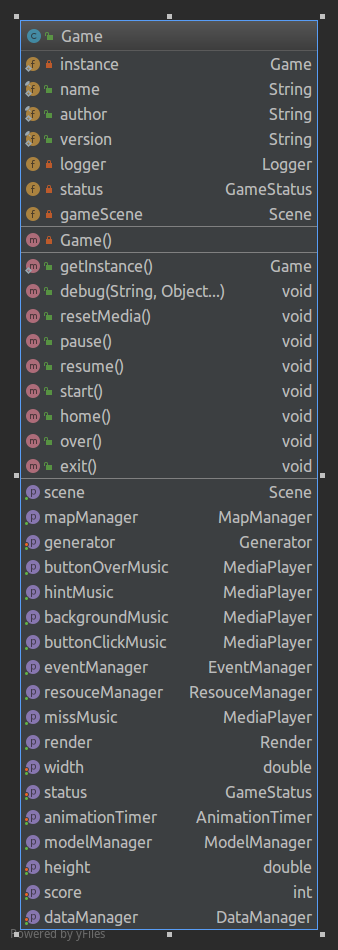 Game
instance Game
name String
author String
version String
logger Logger
status GameStatus
gameScene Scene
Game()
getInstance() Game
debug(String, Object...) void
resetMedia() void
pause() void
resume() void
start() void
home() void
over() void
exit() void
scene Scene
mapManager MapManager
generator Generator
buttonOverMusic MediaPlayer
hintMusic MediaPlayer
backgroundMusic MediaPlayer
buttonClickMusic MediaPlayer
eventManager EventManager
resouceManager ResouceManager
missMusic MediaPlayer
render Render
width double
status GameStatus
animationTimer AnimationTimer
modelManager ModelManager
height double
score int
dataManager DataManager
Powered by yFiles